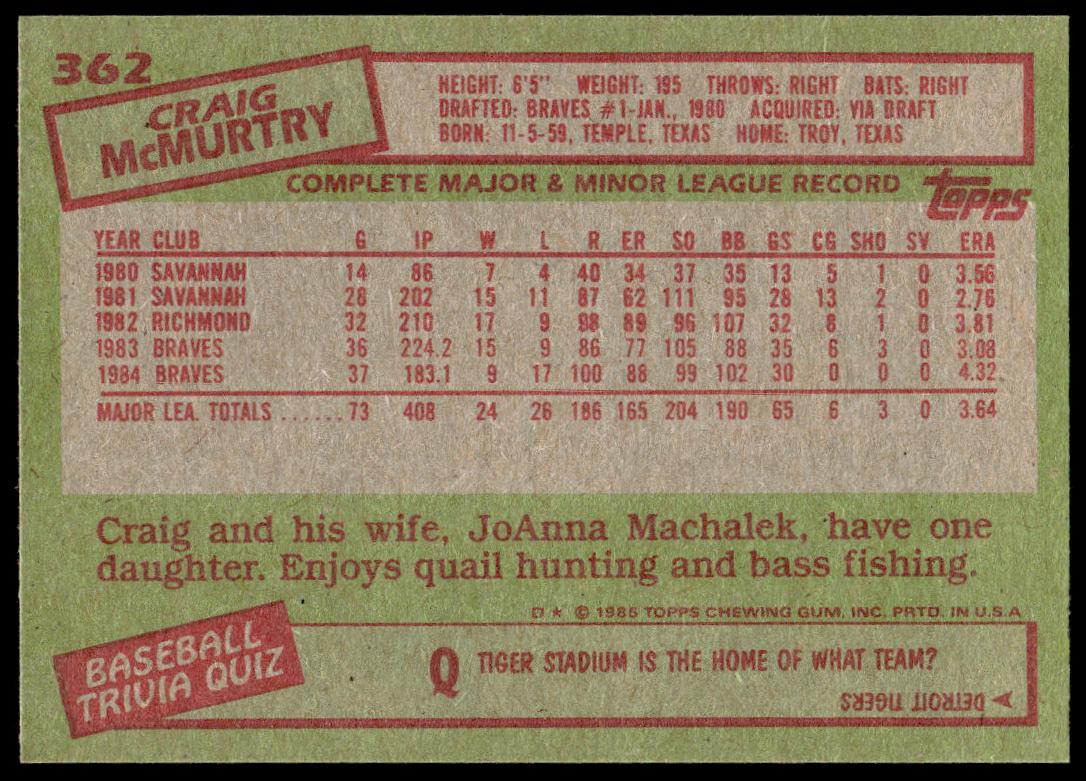 362
CRAIG
McMURTRY
HEIGHT: 6'5" WEIGHT: 195 THROWS: RIGHT BATS: RIGHT
DRAFTED: BRAVES #1-JAN., 1980 ACQUIRED: VIA DRAFT
BORN: 11-5-59, TEMPLE, TEXAS HOME: TROY, TEXAS
COMPLETE MAJOR & MINOR LEAGUE RECORD
topps
YEAR CLUB G IP W L R ER SO BB GS CG SHO SV ERA
1980 SAVANNAH 14 86 7 4 40 34 37 35 13 5 1 0 3.56
1981 SAVANNAH 28 202 15 11 87 62 111 95 28 13 2 0 2.76
1982 RICHMOND 32 210 17 9 98 89 96 107 32 8 1 0 3.81
1983 BRAVES 36 224.2 15 9 86 77 105 88 35 6 3 0 3.08
1984 BRAVES 37 183.1 9 17 100 88 99 102 30 0 0 0 4.32
MAJOR LEA. TOTALS ...... 73 408 24 26 186 165 204 190 65 6 3 0 3.64
Craig and his wife, JoAnna Machalek, have one
daughter. Enjoys quail hunting and bass fishing.
D * © 1985 TOPPS CHEWING GUM, INC. PRTD. IN U.S.A.
BASEBALL
TRIVIA QUIZ
Q TIGER STADIUM IS THE HOME OF WHAT TEAM?
DETROIT TIGERS